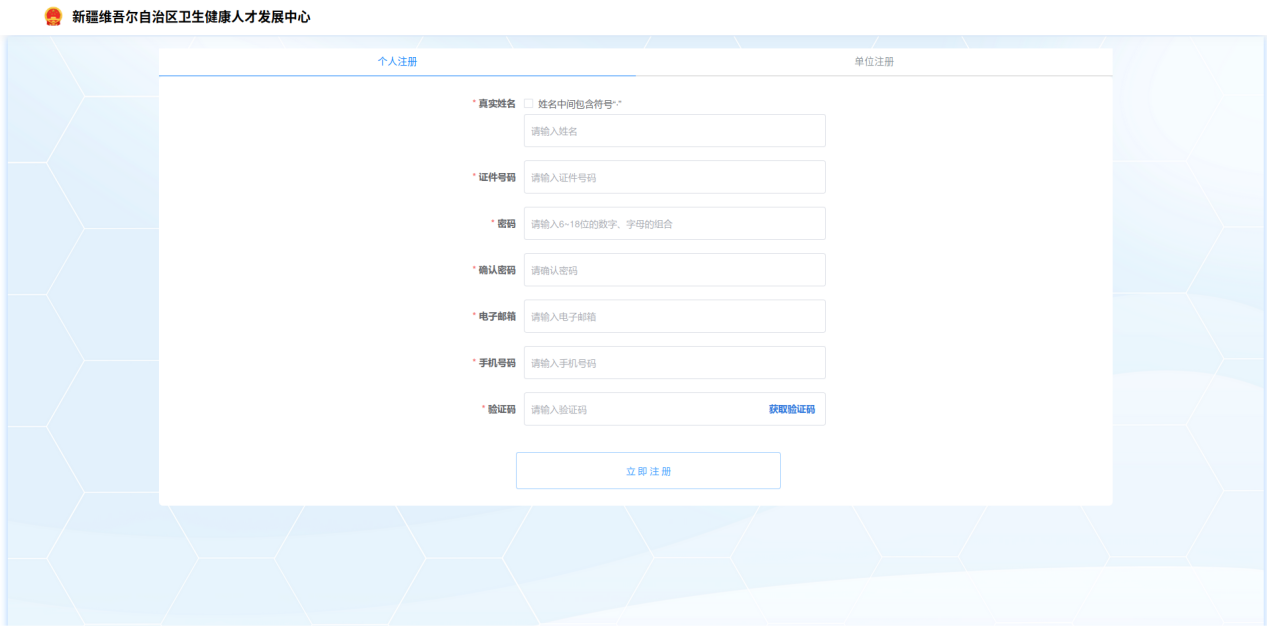 新疆维吾尔自治区卫生健康人才发展中心
个人注册 单位注册
* 真实姓名 姓名中间包含符号“·”
请输入姓名
* 证件号码 请输入证件号码
* 密码 请输入6~18位的数字、字母的组合
* 确认密码 请确认密码
* 电子邮箱 请输入电子邮箱
* 手机号码 请输入手机号码
* 验证码 请输入验证码 获取验证码
立即注册